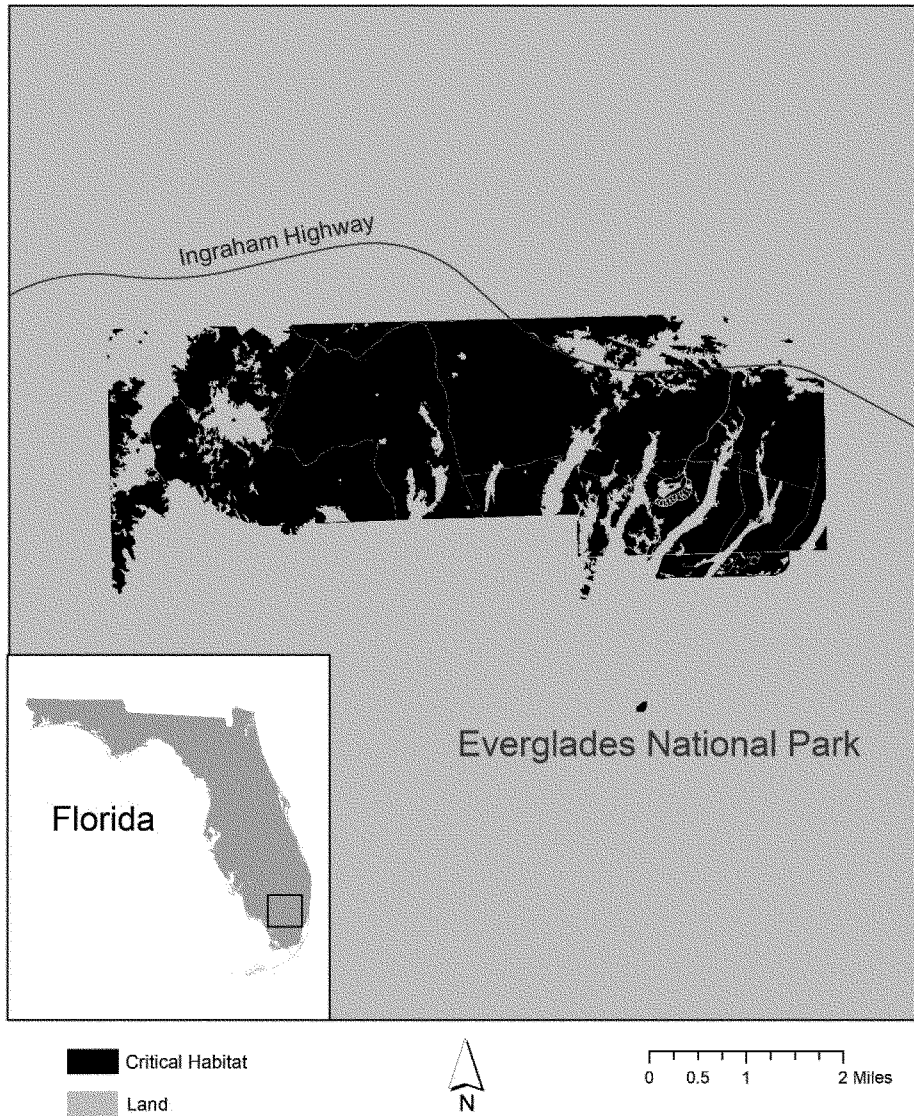 Ingraham Highway
Everglades National Park
Florida
Critical Habitat
Land
N
0 0.5 1 2 Miles